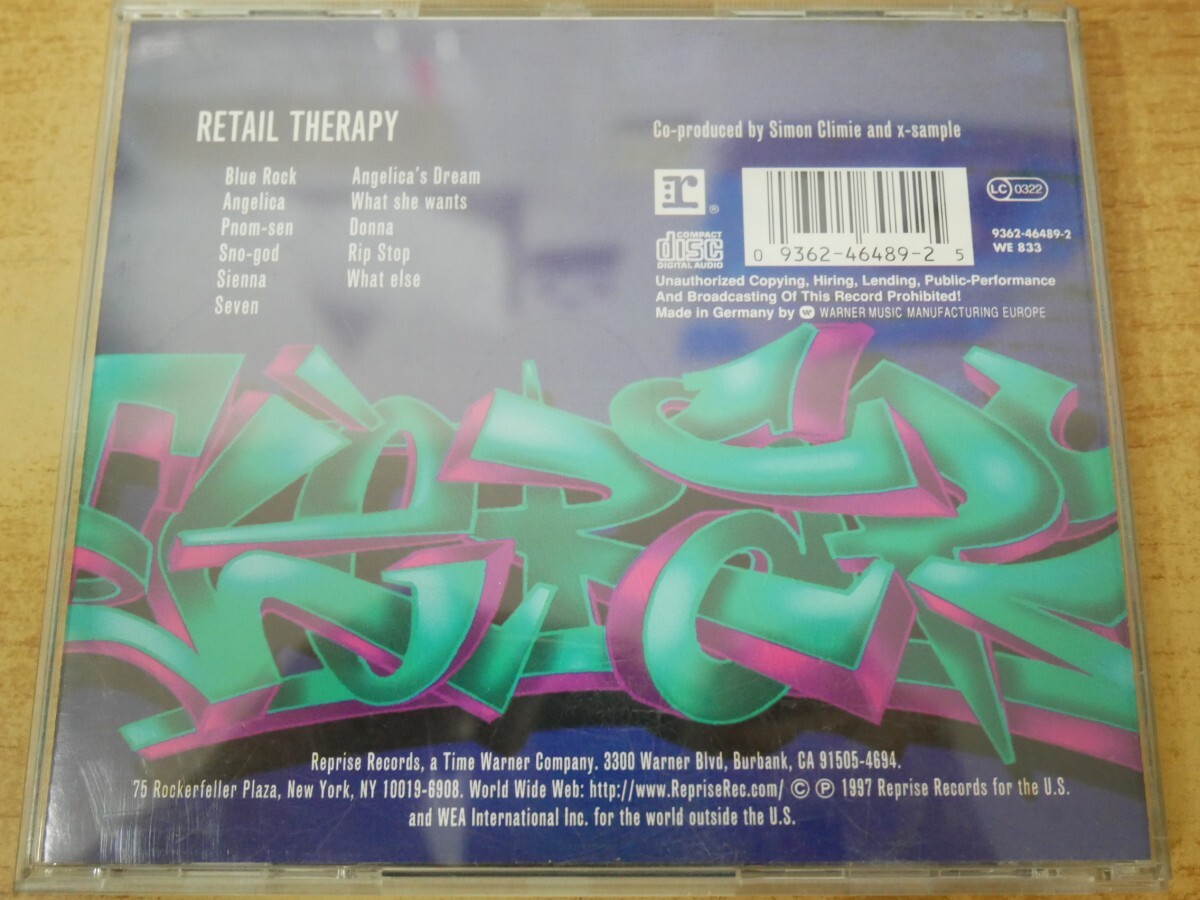 RETAIL THERAPY
Blue Rock
Angelica
Pnom-sen
Sno-god
Sienna
Seven
Angelica's Dream
What she wants
Donna
Rip Stop
What else
Co-produced by Simon Climie and x-sample
r ®
COMPACT
disc
DIGITAL AUDIO
0 9362-46489-2 5
LC 0322
9362-46489-2
WE 833
Unauthorized Copying, Hiring, Lending, Public-Performance
And Broadcasting Of This Record Prohibited!
Made in Germany by W WARNER MUSIC MANUFACTURING EUROPE
Reprise Records, a Time Warner Company. 3300 Warner Blvd, Burbank, CA 91505-4694.
75 Rockerfeller Plaza, New York, NY 10019-6908. World Wide Web: http://www.RepriseRec.com/ © ℗ 1997 Reprise Records for the U.S.
and WEA International Inc. for the world outside the U.S.